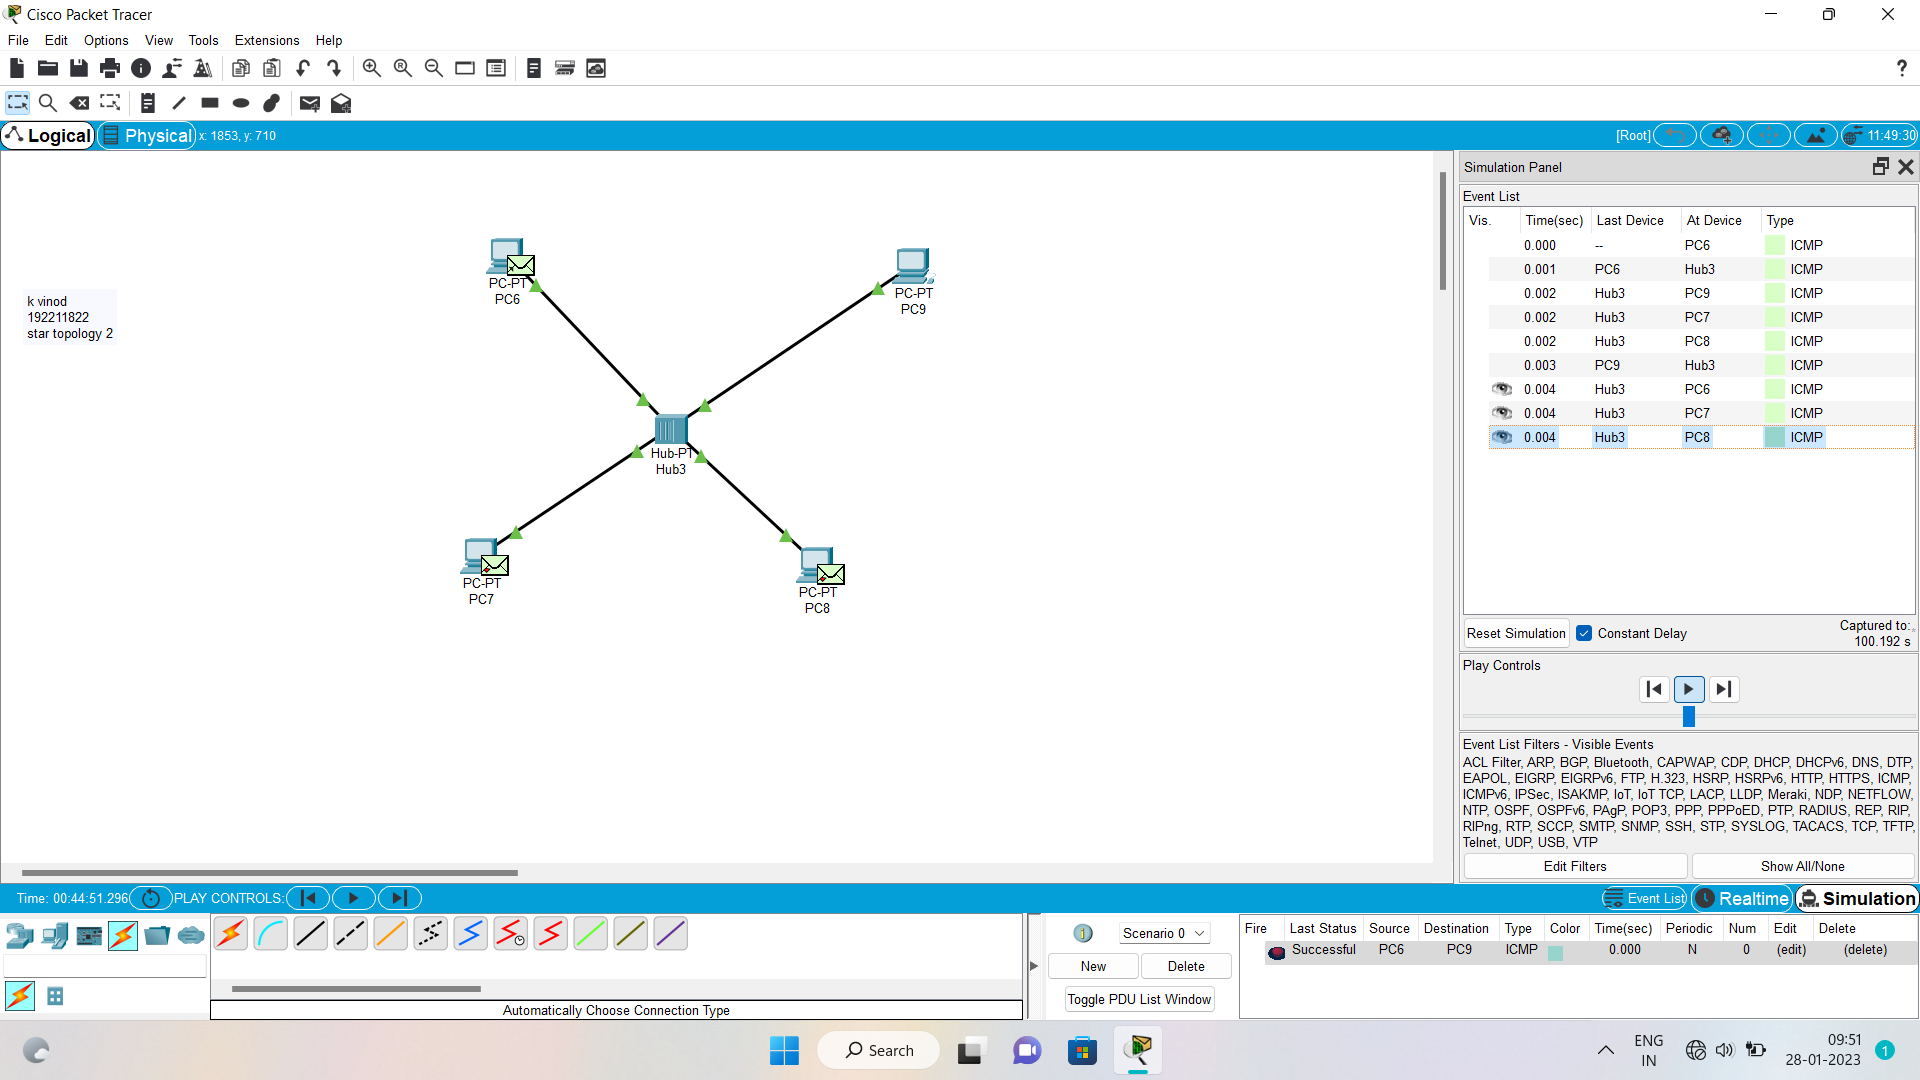 Cisco Packet Tracer
File Edit Options View Tools Extensions Help
?
Logical Physical x: 1853, y: 710 [Root] 11:49:30
k vinod
192211822
star topology 2
PC-PT
PC6
PC-PT
PC9
Hub-PT
Hub3
PC-PT
PC7
PC-PT
PC8
Simulation Panel
Event List
Vis. Time(sec) Last Device At Device Type
0.000 -- PC6 ICMP
0.001 PC6 Hub3 ICMP
0.002 Hub3 PC9 ICMP
0.002 Hub3 PC7 ICMP
0.002 Hub3 PC8 ICMP
0.003 PC9 Hub3 ICMP
0.004 Hub3 PC6 ICMP
0.004 Hub3 PC7 ICMP
0.004 Hub3 PC8 ICMP
Reset Simulation Constant Delay
Captured to:
100.192 s
Play Controls
Event List Filters - Visible Events
ACL Filter, ARP, BGP, Bluetooth, CAPWAP, CDP, DHCP, DHCPv6, DNS, DTP,
EAPOL, EIGRP, EIGRPv6, FTP, H.323, HSRP, HSRPv6, HTTP, HTTPS, ICMP,
ICMPv6, IPSec, ISAKMP, IoT, IoT TCP, LACP, LLDP, Meraki, NDP, NETFLOW,
NTP, OSPF, OSPFv6, PAgP, POP3, PPP, PPPoED, PTP, RADIUS, REP, RIP,
RIPng, RTP, SCCP, SMTP, SNMP, SSH, STP, SYSLOG, TACACS, TCP, TFTP,
Telnet, UDP, USB, VTP
Edit Filters Show All/None
Time: 00:44:51.296 PLAY CONTROLS: Event List Realtime Simulation
Automatically Choose Connection Type
1 Scenario 0
New Delete
Toggle PDU List Window
Fire Last Status Source Destination Type Color Time(sec) Periodic Num Edit Delete
Successful PC6 PC9 ICMP 0.000 N 0 (edit) (delete)
Search
ENG
IN
09:51
28-01-2023
1